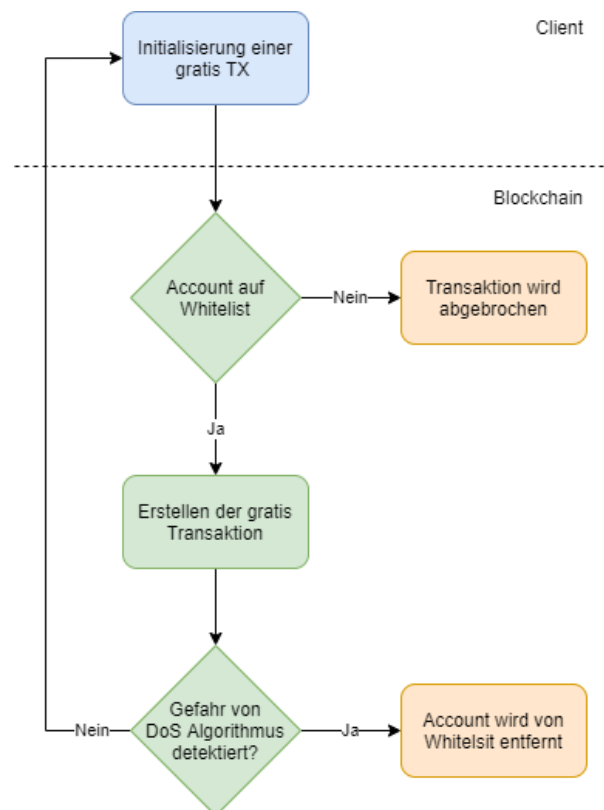 Client
Initialisierung einer
gratis TX
Blockchain
Account auf
Whitelist
Nein
Transaktion wird
abgebrochen
Ja
Erstellen der gratis
Transaktion
Nein
Gefahr von
DoS Algorithmus
detektiert?
Ja
Account wird von
Whitelsit entfernt